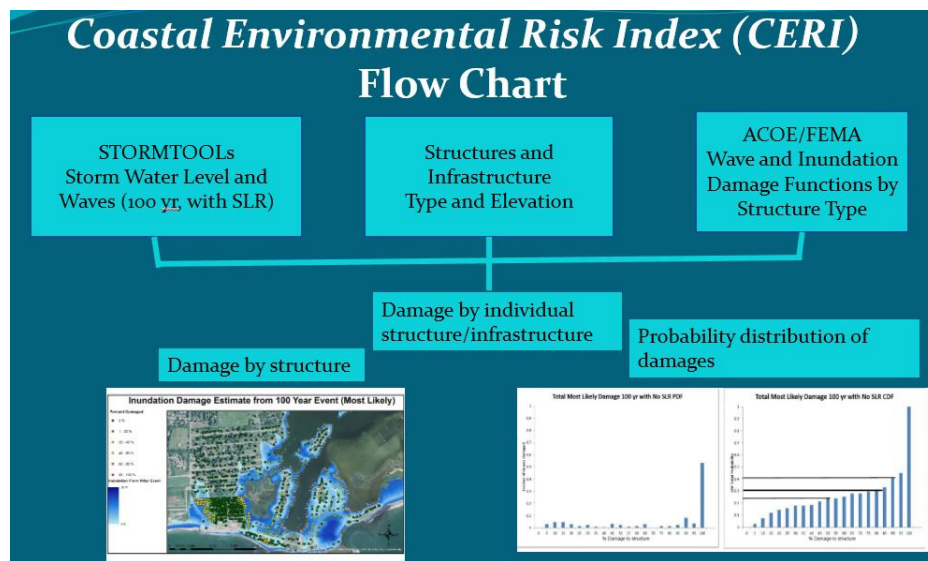 Coastal Environmental Risk Index (CERI)
Flow Chart
STORMTOOLs
Storm Water Level and
Waves (100 yr, with SLR)
Structures and
Infrastructure
Type and Elevation
ACOE/FEMA
Wave and Inundation
Damage Functions by
Structure Type
Damage by individual
structure/infrastructure
Probability distribution of
damages
Damage by structure
Inundation Damage Estimate from 100 Year Event (Most Likely)
Percent Damaged
0 %
Total Most Likely Damage 100 yr with No SLR PDF
% Damage to structure
Total Most Likely Damage 100 yr with No SLR CDF
% Damage to structure